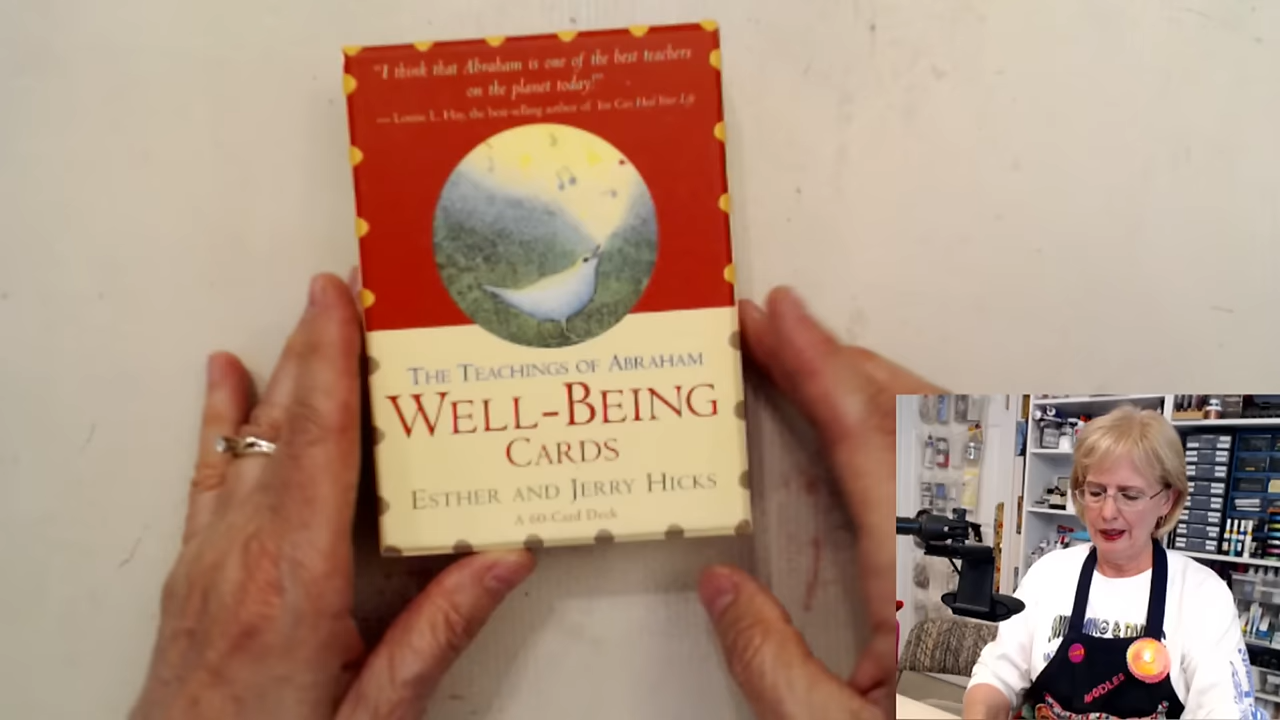 "I think that Abraham is one of the best teachers
on the planet today!"
— Louise L. Hay, the best-selling author of You Can Heal Your Life
THE TEACHINGS OF ABRAHAM
WELL-BEING
CARDS
ESTHER AND JERRY HICKS
A 60-Card Deck
NOODLES